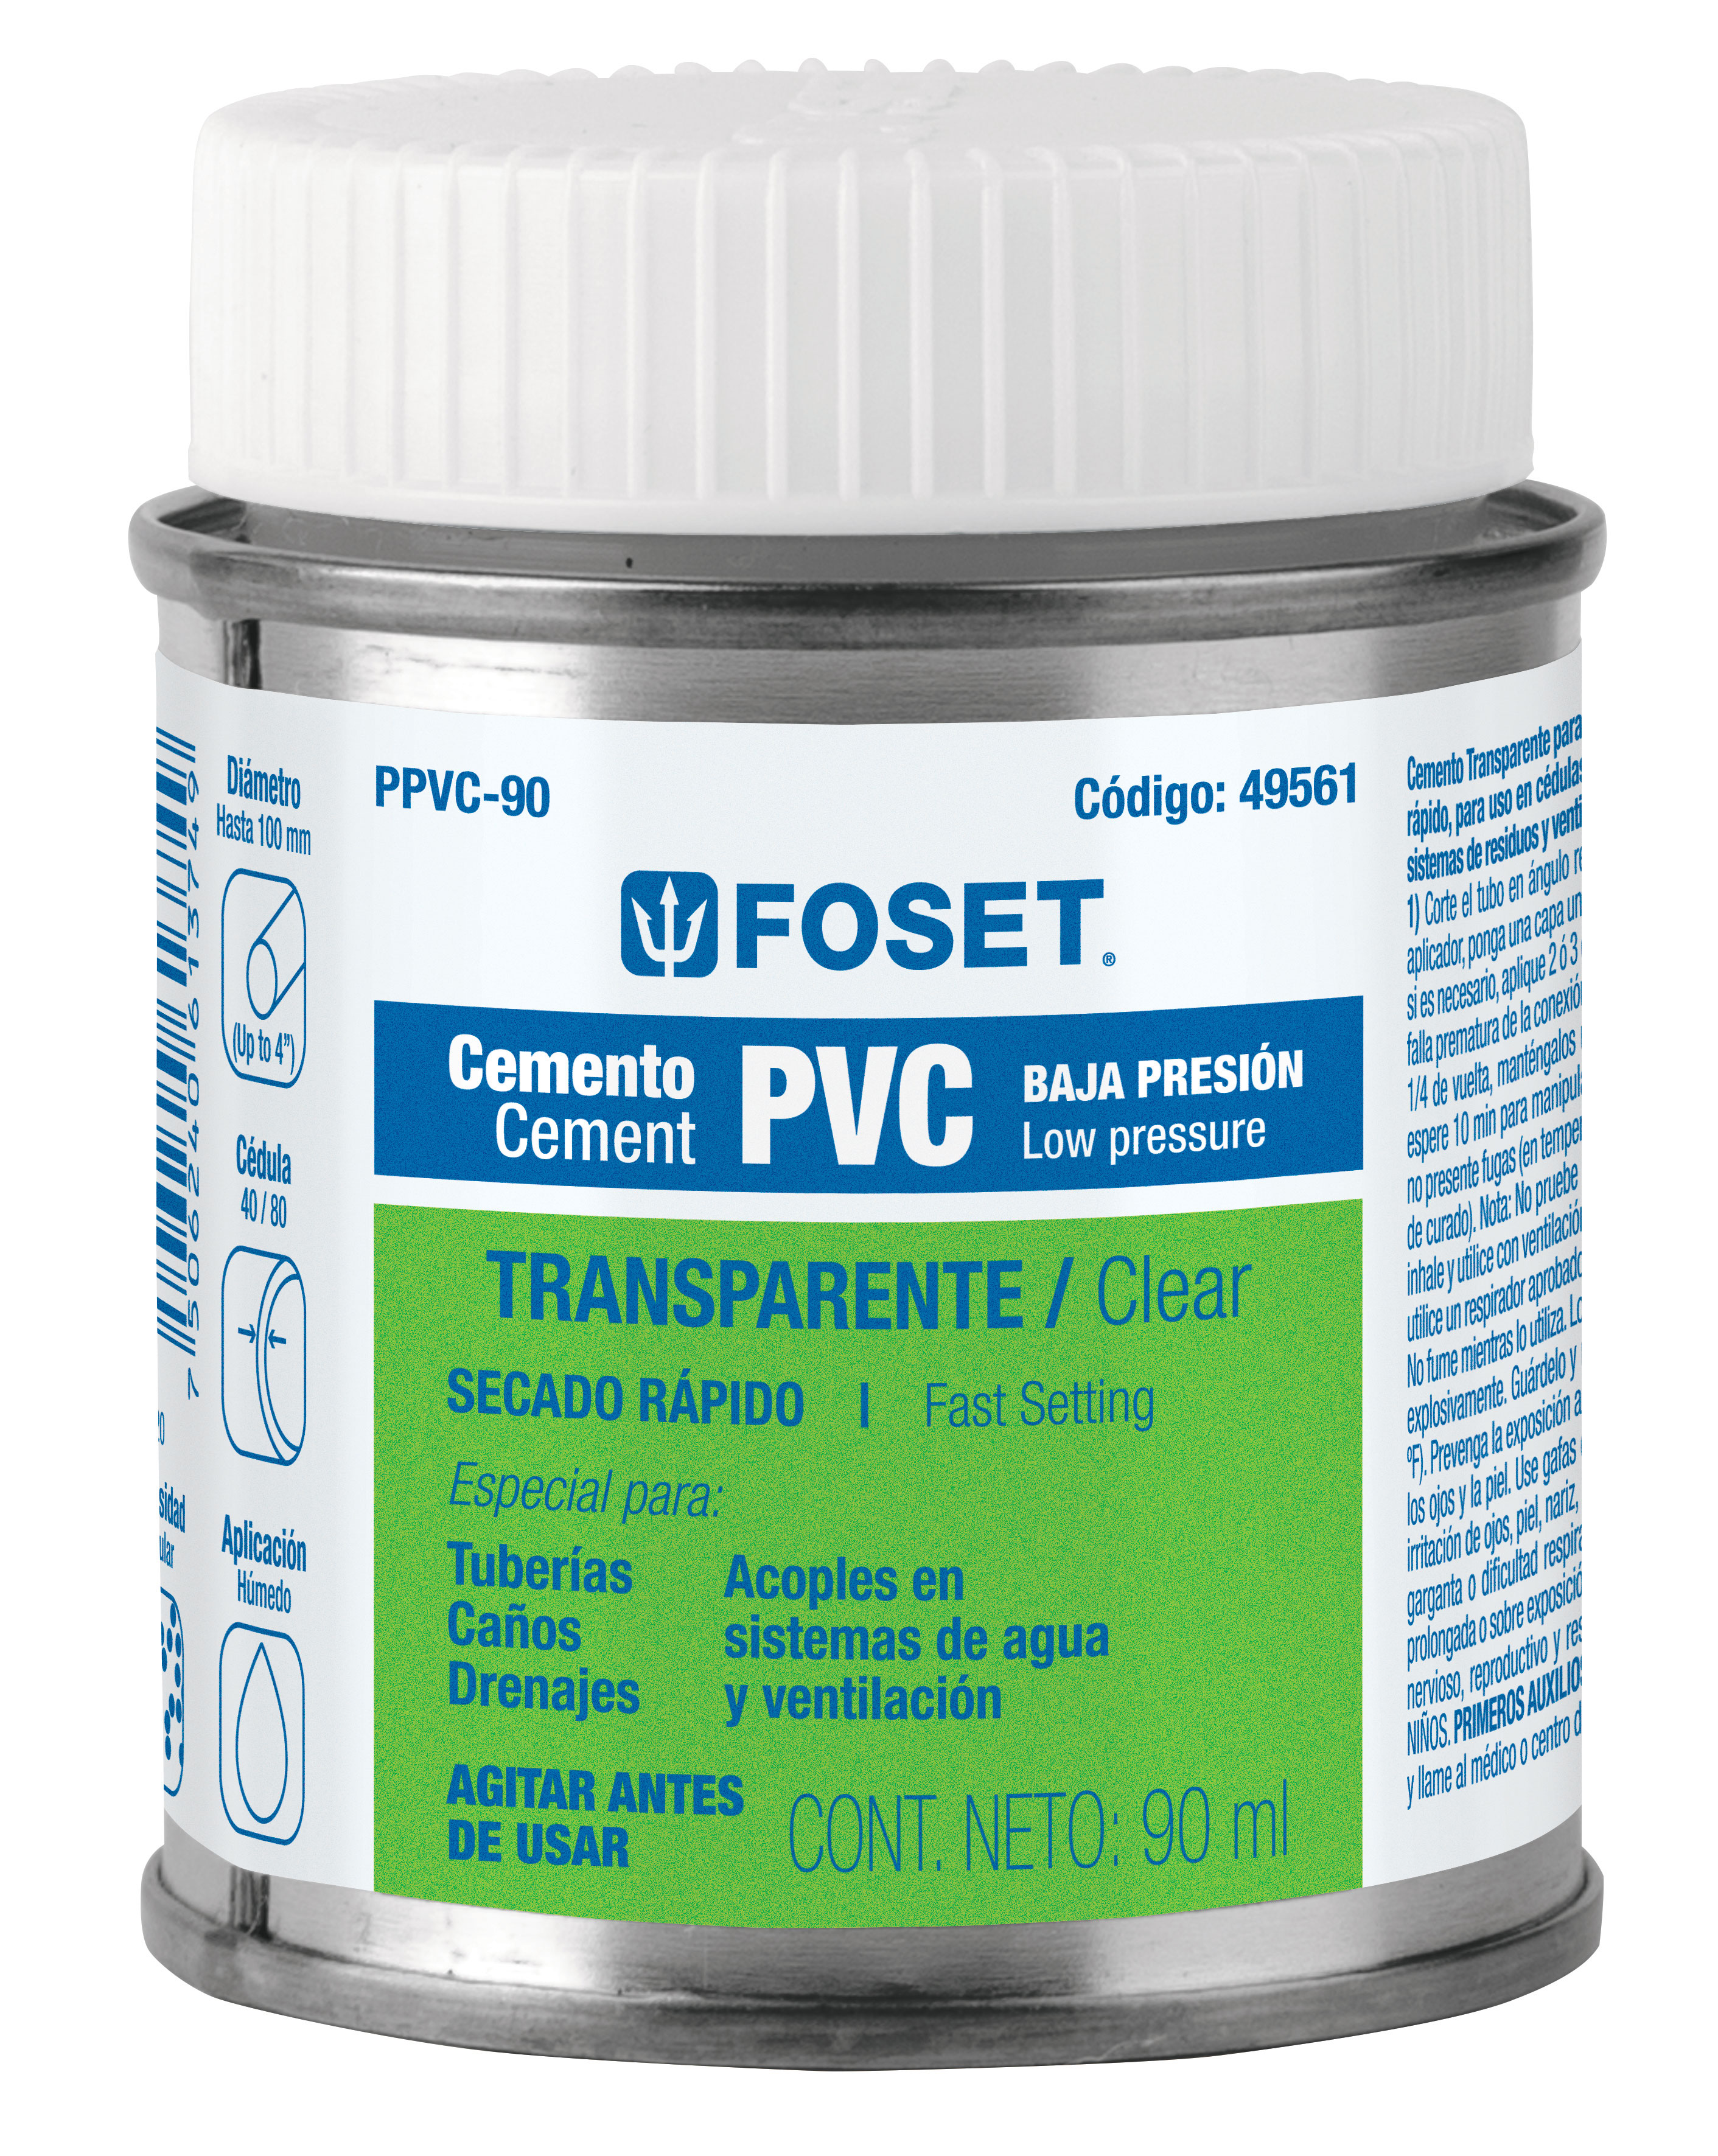 PPVC-90
Código: 49561
FOSET®
Cemento
Cement
PVC
BAJA PRESIÓN
Low pressure
TRANSPARENTE / Clear
SECADO RÁPIDO | Fast Setting
Especial para:
Tuberías
Caños
Drenajes
Acoples en
sistemas de agua
y ventilación
AGITAR ANTES
DE USAR
CONT. NETO: 90 ml
Diámetro
Hasta 100 mm
(Up to 4")
Cédula
40 / 80
Aplicación
Húmedo
7 506240 613749
Cemento Transparente para
rápido, para uso en cédulas
sistemas de residuos y venti
1) Corte el tubo en ángulo re
aplicador, ponga una capa un
si es necesario, aplique 2 ó 3
falla prematura de la conexión
1/4 de vuelta, manténgalos
espere 10 min para manipul
no presente fugas (en temper
de curado). Nota: No pruebe
inhale y utilice con ventilación
utilice un respirador aprobado
No fume mientras lo utiliza. Lo
explosivamente. Guárdelo y
°F). Prevenga la exposición a
los ojos y la piel. Use gafas
irritación de ojos, piel, nariz,
garganta o dificultad respira
prolongada o sobre exposició
nervioso, reproductivo y res
NIÑOS. PRIMEROS AUXILIOS
y llame al médico o centro d